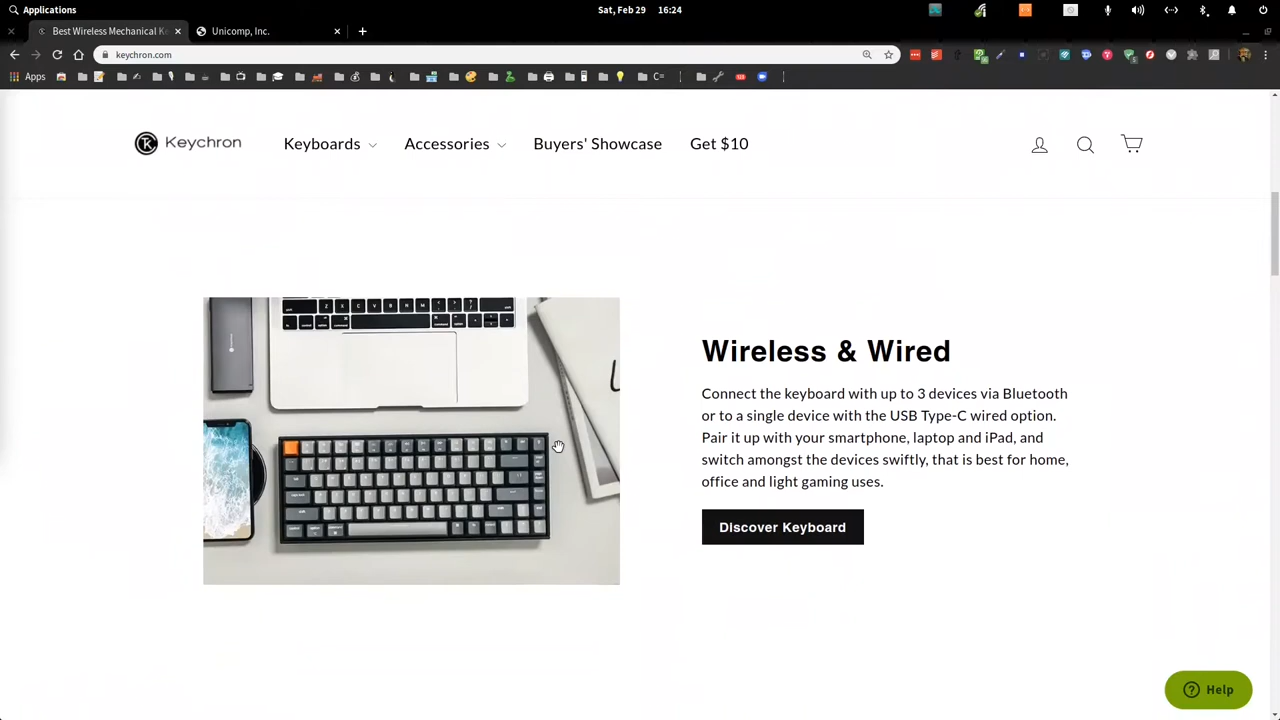 Applications
Sat, Feb 29 16:24
Best Wireless Mechanical Ke
Unicomp, Inc.
keychron.com
Apps
Keychron
Keyboards
Accessories
Buyers' Showcase
Get $10
Wireless & Wired
Connect the keyboard with up to 3 devices via Bluetooth
or to a single device with the USB Type-C wired option.
Pair it up with your smartphone, laptop and iPad, and
switch amongst the devices swiftly, that is best for home,
office and light gaming uses.
Discover Keyboard
Help